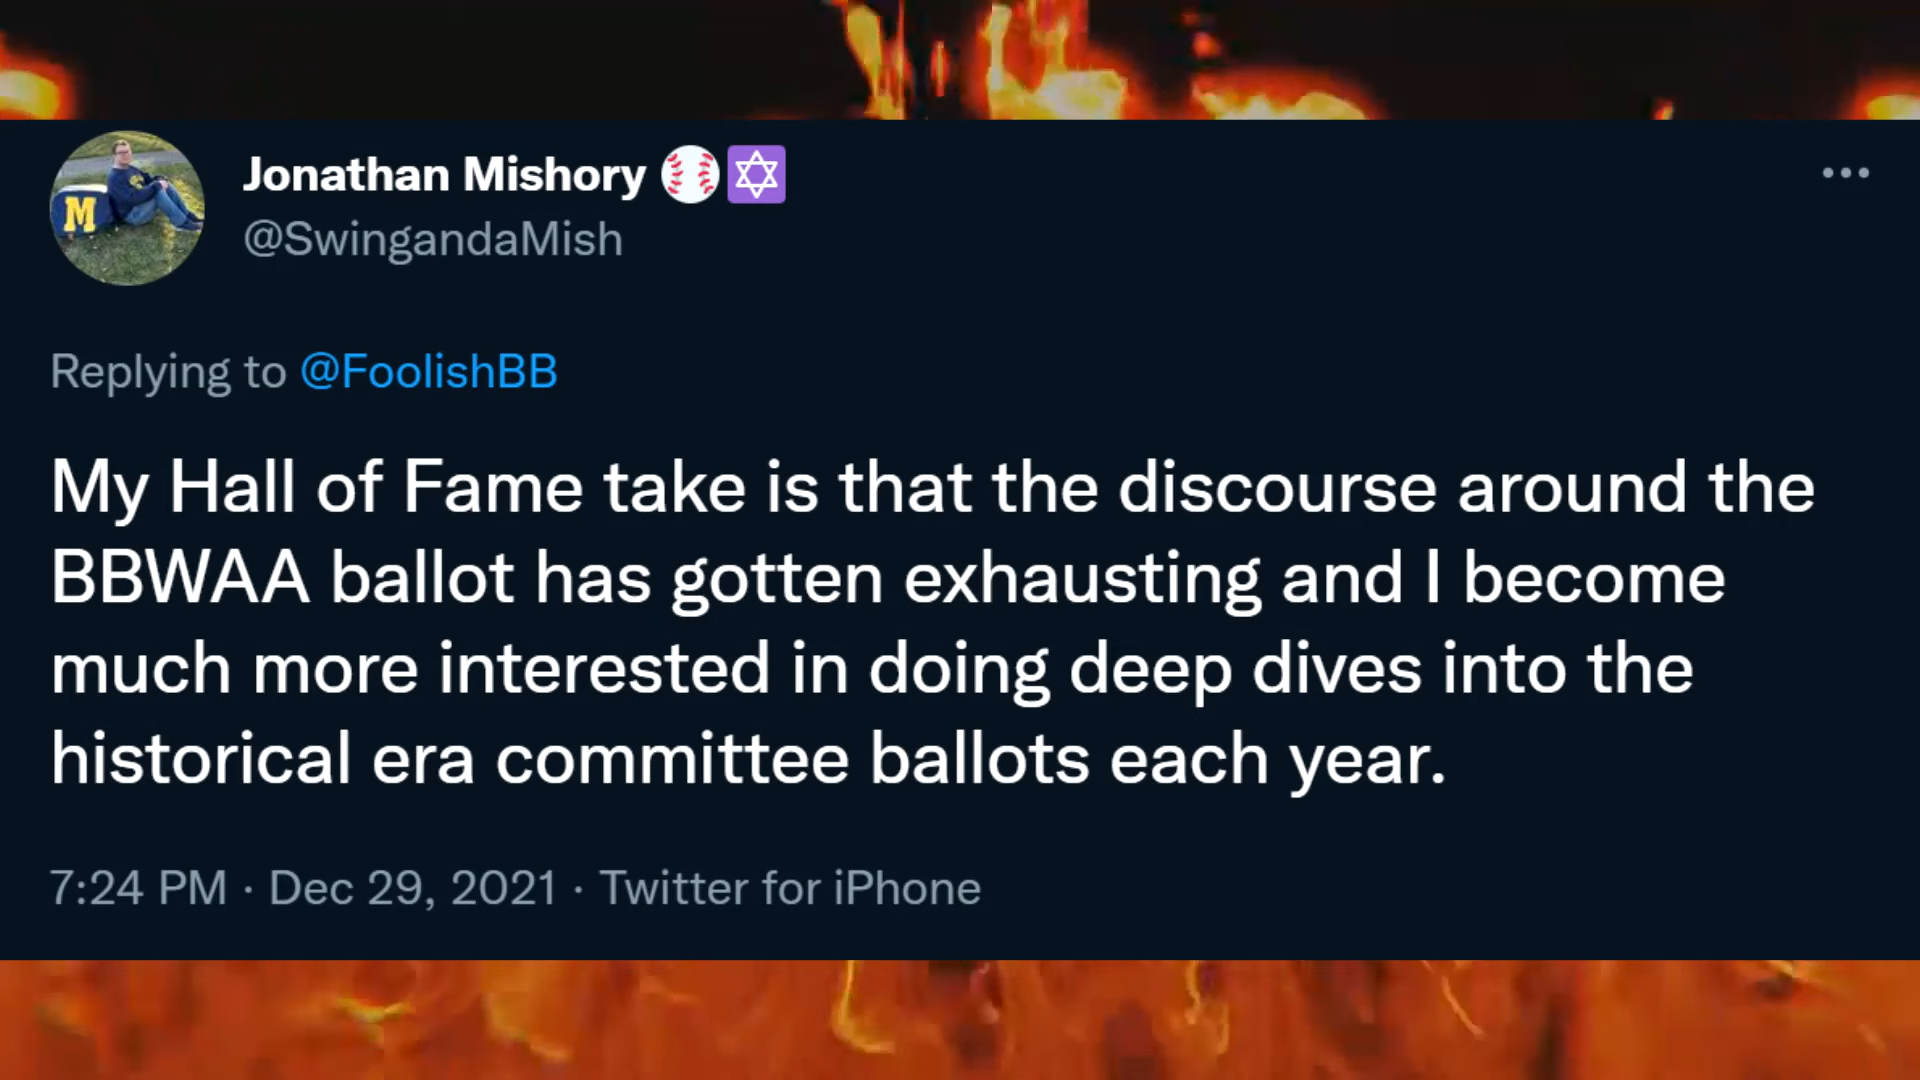 Jonathan Mishory ⚾✡
@SwingandaMish
M
Replying to @FoolishBB
My Hall of Fame take is that the discourse around the
BBWAA ballot has gotten exhausting and I become
much more interested in doing deep dives into the
historical era committee ballots each year.
7:24 PM · Dec 29, 2021 · Twitter for iPhone